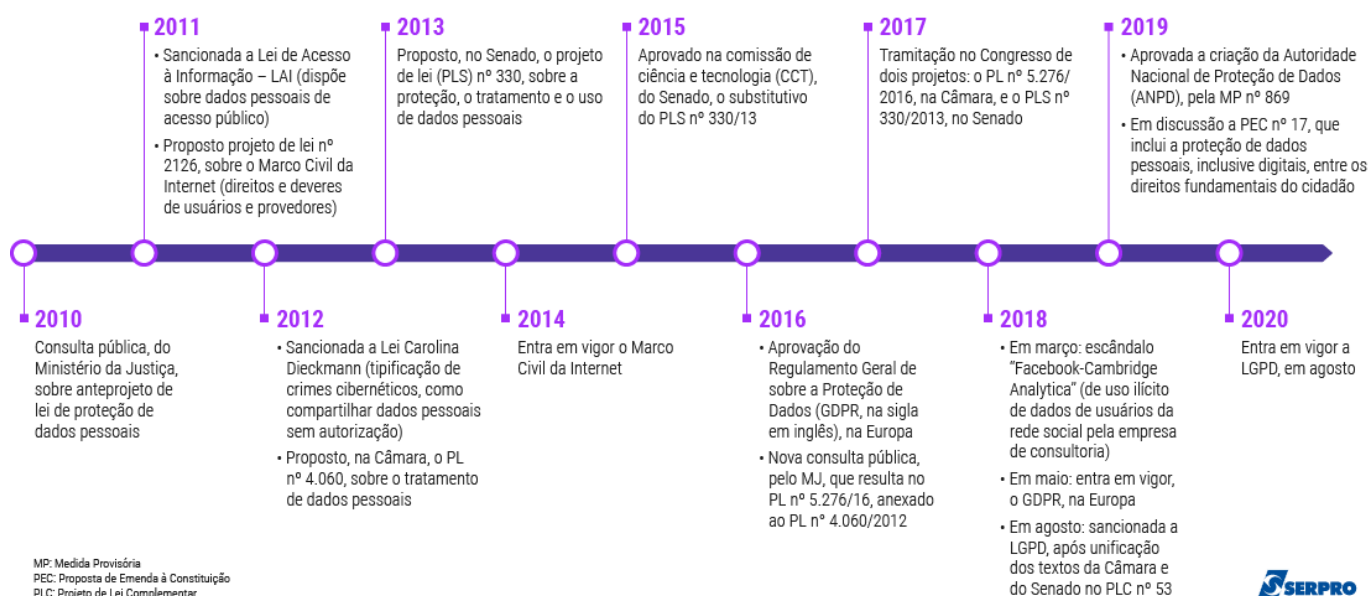 2011
• Sancionada a Lei de Acesso
à Informação – LAI (dispõe
sobre dados pessoais de
acesso público)
• Proposto projeto de lei nº
2126, sobre o Marco Civil da
Internet (direitos e deveres
de usuários e provedores)
2013
Proposto, no Senado, o projeto
de lei (PLS) nº 330, sobre a
proteção, o tratamento e o uso
de dados pessoais
2015
Aprovado na comissão de
ciência e tecnologia (CCT),
do Senado, o substitutivo
do PLS nº 330/13
2017
Tramitação no Congresso de
dois projetos: o PL nº 5.276/
2016, na Câmara, e o PLS nº
330/2013, no Senado
2019
• Aprovada a criação da Autoridade
Nacional de Proteção de Dados
(ANPD), pela MP nº 869
• Em discussão a PEC nº 17, que
inclui a proteção de dados
pessoais, inclusive digitais, entre os
direitos fundamentais do cidadão
2010
Consulta pública, do
Ministério da Justiça,
sobre anteprojeto de
lei de proteção de
dados pessoais
2012
• Sancionada a Lei Carolina
Dieckmann (tipificação de
crimes cibernéticos, como
compartilhar dados pessoais
sem autorização)
• Proposto, na Câmara, o PL
nº 4.060, sobre o tratamento
de dados pessoais
2014
Entra em vigor o Marco
Civil da Internet
2016
• Aprovação do
Regulamento Geral de
sobre a Proteção de
Dados (GDPR, na sigla
em inglês), na Europa
• Nova consulta pública,
pelo MJ, que resulta no
PL nº 5.276/16, anexado
ao PL nº 4.060/2012
2018
• Em março: escândalo
“Facebook-Cambridge
Analytica” (de uso ilícito
de dados de usuários da
rede social pela empresa
de consultoria)
• Em maio: entra em vigor,
o GDPR, na Europa
• Em agosto: sancionada a
LGPD, após unificação
dos textos da Câmara e
do Senado no PLC nº 53
2020
Entra em vigor a
LGPD, em agosto
MP: Medida Provisória
PEC: Proposta de Emenda à Constituição
PLC: Projeto de Lei Complementar
SERPRO